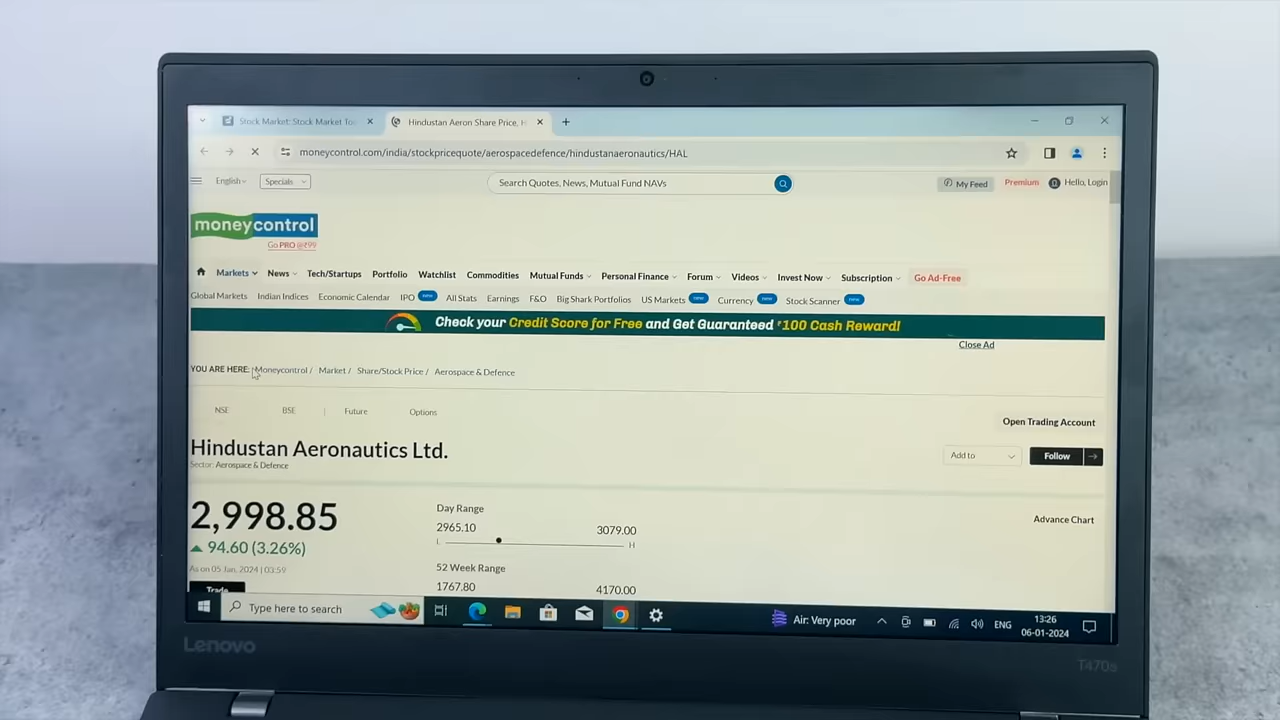 Stock Market: Stock Market To
Hindustan Aeron Share Price, H
moneycontrol.com/india/stockpricequote/aerospacedefence/hindustanaeronautics/HAL
English
Specials
Search Quotes, News, Mutual Fund NAVs
My Feed
Premium
Hello, Login
moneycontrol
Go PRO @₹99
Markets News Tech/Startups Portfolio Watchlist Commodities Mutual Funds Personal Finance Forum Videos Invest Now Subscription Go Ad-Free
Global Markets Indian Indices Economic Calendar IPO new All Stats Earnings F&O Big Shark Portfolios US Markets new Currency new Stock Scanner new
Check your Credit Score for Free and Get Guaranteed ₹100 Cash Reward!
Close Ad
YOU ARE HERE: Moneycontrol / Market / Share/Stock Price / Aerospace & Defence
NSE BSE | Future Options
Open Trading Account
Hindustan Aeronautics Ltd.
Sector: Aerospace & Defence
Add to
Follow
2,998.85
94.60 (3.26%)
As on 05 Jan, 2024 | 03:59
Trade
Day Range
2965.10 3079.00
L H
52 Week Range
1767.80 4170.00
Advance Chart
Type here to search
Air: Very poor
ENG
13:26
06-01-2024
Lenovo
T470s